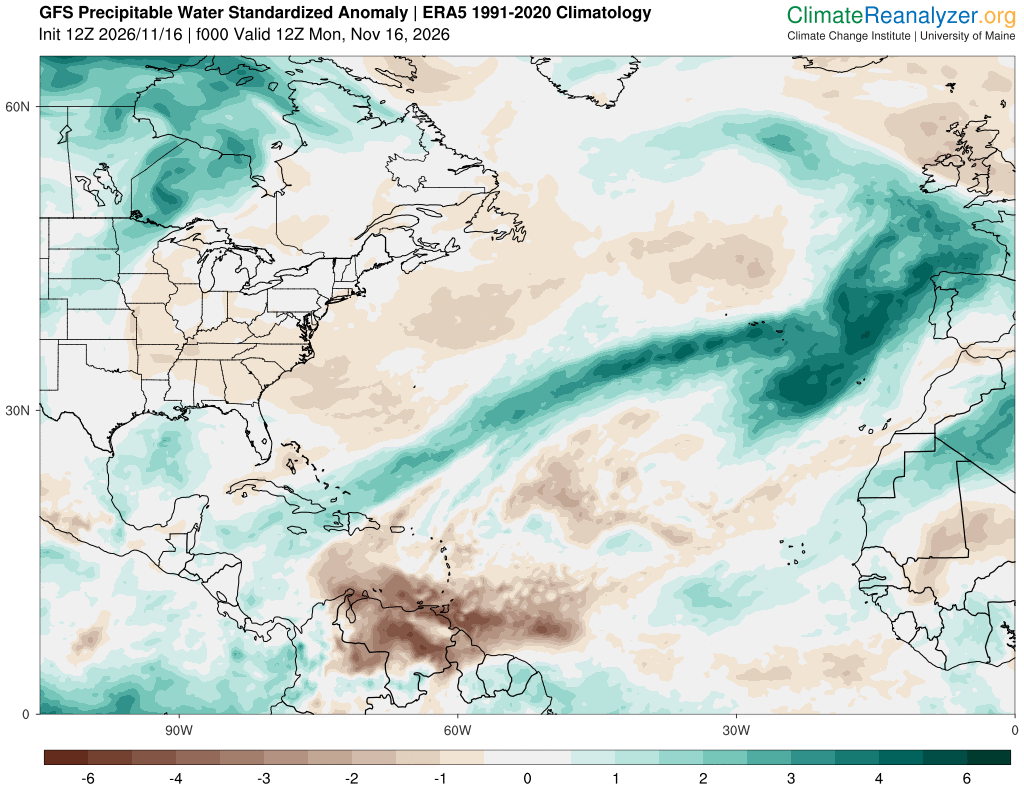 GFS Precipitable Water Standardized Anomaly | ERA5 1991-2020 Climatology
Init 12Z 2026/11/16 | f000 Valid 12Z Mon, Nov 16, 2026
ClimateReanalyzer.org
Climate Change Institute | University of Maine
60N
30N
0
90W
60W
30W
0
-6
-4
-3
-2
-1
0
1
2
3
4
6